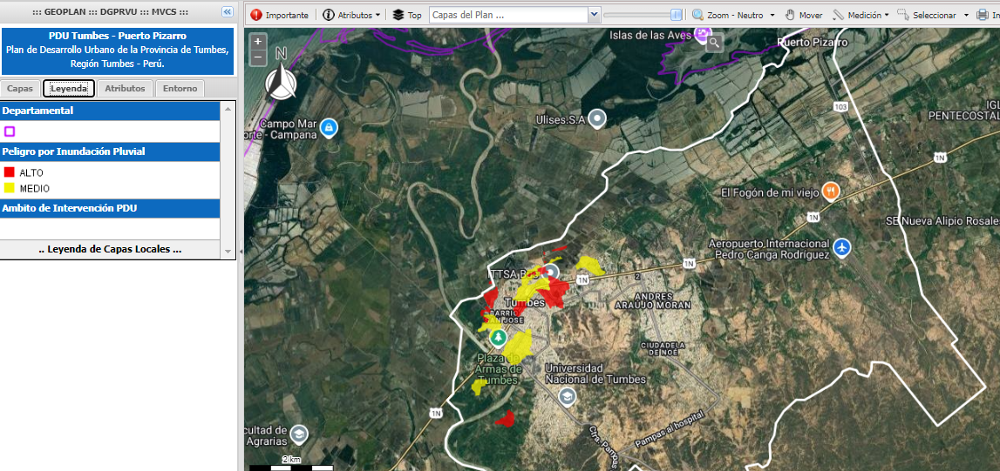 ::: GEOPLAN ::: DGPRVU ::: MVCS :::
PDU Tumbes - Puerto Pizarro
Plan de Desarrollo Urbano de la Provincia de Tumbes,
Región Tumbes - Perú.
Capas Leyenda Atributos Entorno
Departamental
Peligro por Inundación Pluvial
ALTO
MEDIO
Ambito de Intervención PDU
.. Leyenda de Capas Locales ...
Importante Atributos Top Capas del Plan ... Zoom - Neutro Mover Medición Seleccionar Im
+
−
N
Islas de las Aves
Puerto Pizarro
103
IGL
PENTECOSTAL
Ulises.S.A
Campo Mar
orte - Campana
1N
El Fogón de mi viejo
1N
SE Nueva Alipio Rosales
Aeropuerto Internacional
Pedro Canga Rodríguez
1N
TTSA B
1N
2
Tumbes
ANDRES
ARAUJO MORAN
BARRIO
AN JOSE
CIUDADELA
DE NOÉ
Plaza de
Armas de
Tumbes
Universidad
Nacional de Tumbes
1N
cultad de
Agrarias
Pampas al hospital
Ctra. Pampas
2 km